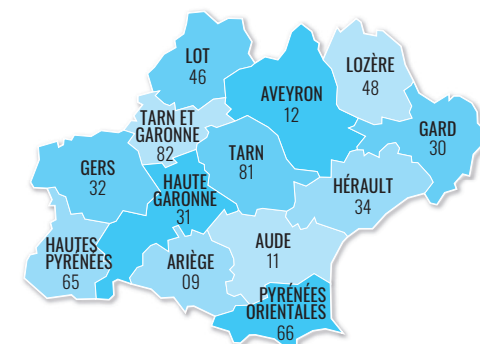 LOT
46
LOZÈRE
48
AVEYRON
12
TARN ET
GARONNE
82
GARD
30
TARN
81
GERS
32
HAUTE
GARONNE
31
HÉRAULT
34
HAUTES
PYRÉNÉES
65
ARIÈGE
09
AUDE
11
PYRÉNÉES
ORIENTALES
66